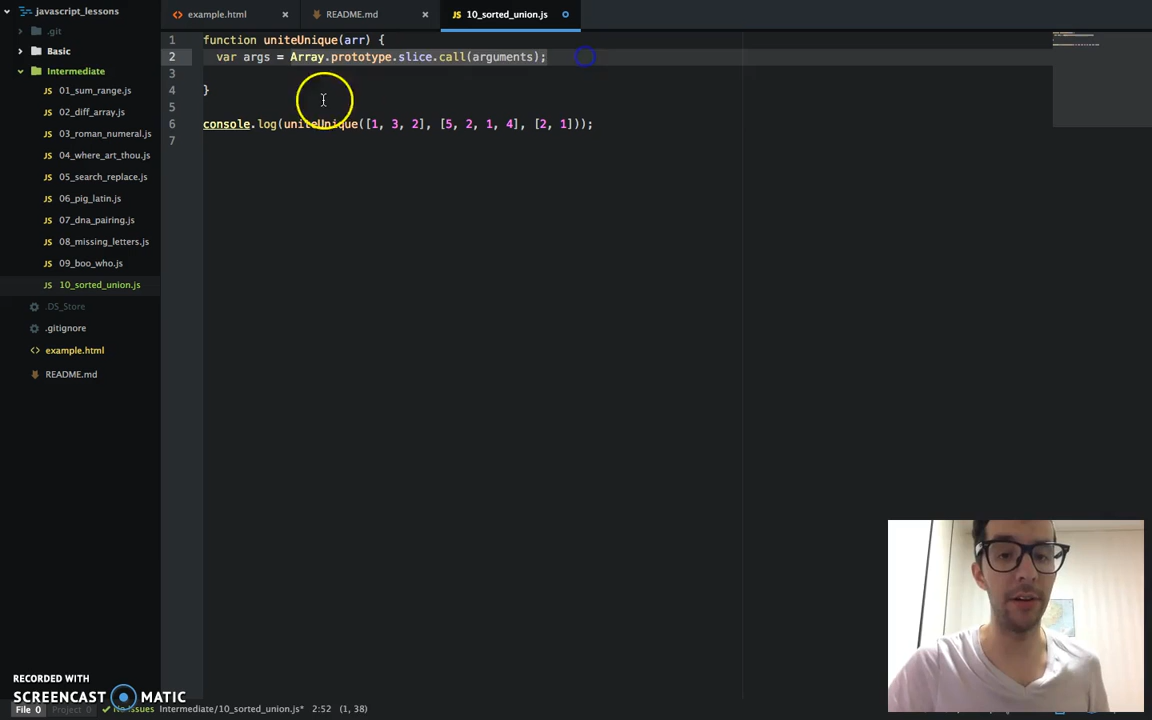 javascript_lessons
.git
Basic
Intermediate
01_sum_range.js
02_diff_array.js
03_roman_numeral.js
04_where_art_thou.js
05_search_replace.js
06_pig_latin.js
07_dna_pairing.js
08_missing_letters.js
09_boo_who.js
10_sorted_union.js
.DS_Store
.gitignore
example.html
README.md
example.html
README.md
10_sorted_union.js
1 function uniteUnique(arr) {
2 var args = Array.prototype.slice.call(arguments);
3
4 }
5
6 console.log(uniteUnique([1, 3, 2], [5, 2, 1, 4], [2, 1]));
7
RECORDED WITH
SCREENCAST MATIC
File 0 Project 0 No Issues Intermediate/10_sorted_union.js* 2:52 (1, 38)